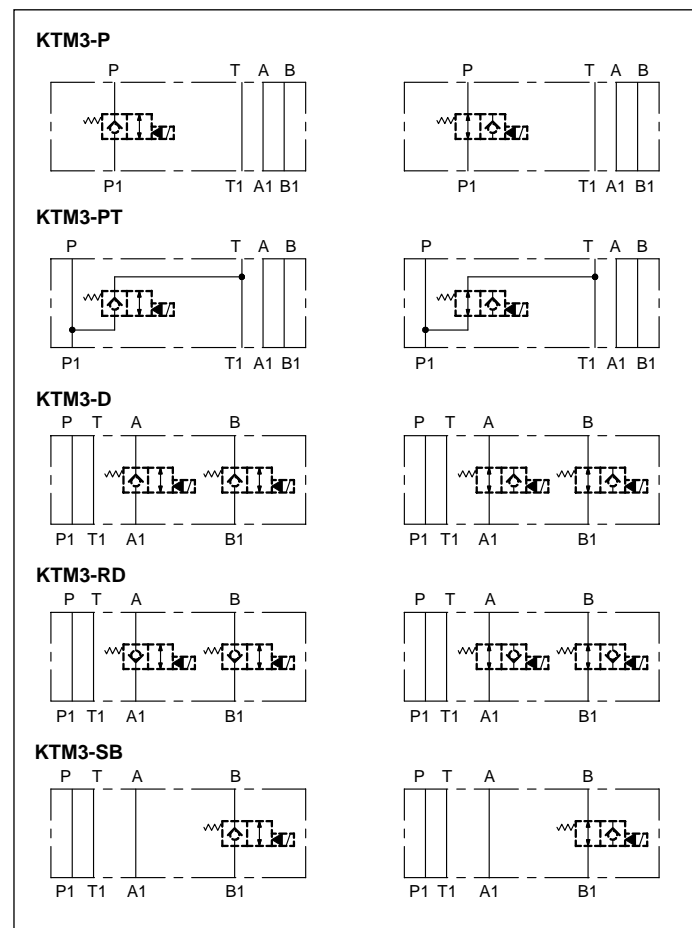 KTM3-P
P T A B P T A B
P1 T1 A1 B1 P1 T1 A1 B1
KTM3-PT
P T A B P T A B
P1 T1 A1 B1 P1 T1 A1 B1
KTM3-D
P T A B P T A B
P1 T1 A1 B1 P1 T1 A1 B1
KTM3-RD
P T A B P T A B
P1 T1 A1 B1 P1 T1 A1 B1
KTM3-SB
P T A B P T A B
P1 T1 A1 B1 P1 T1 A1 B1